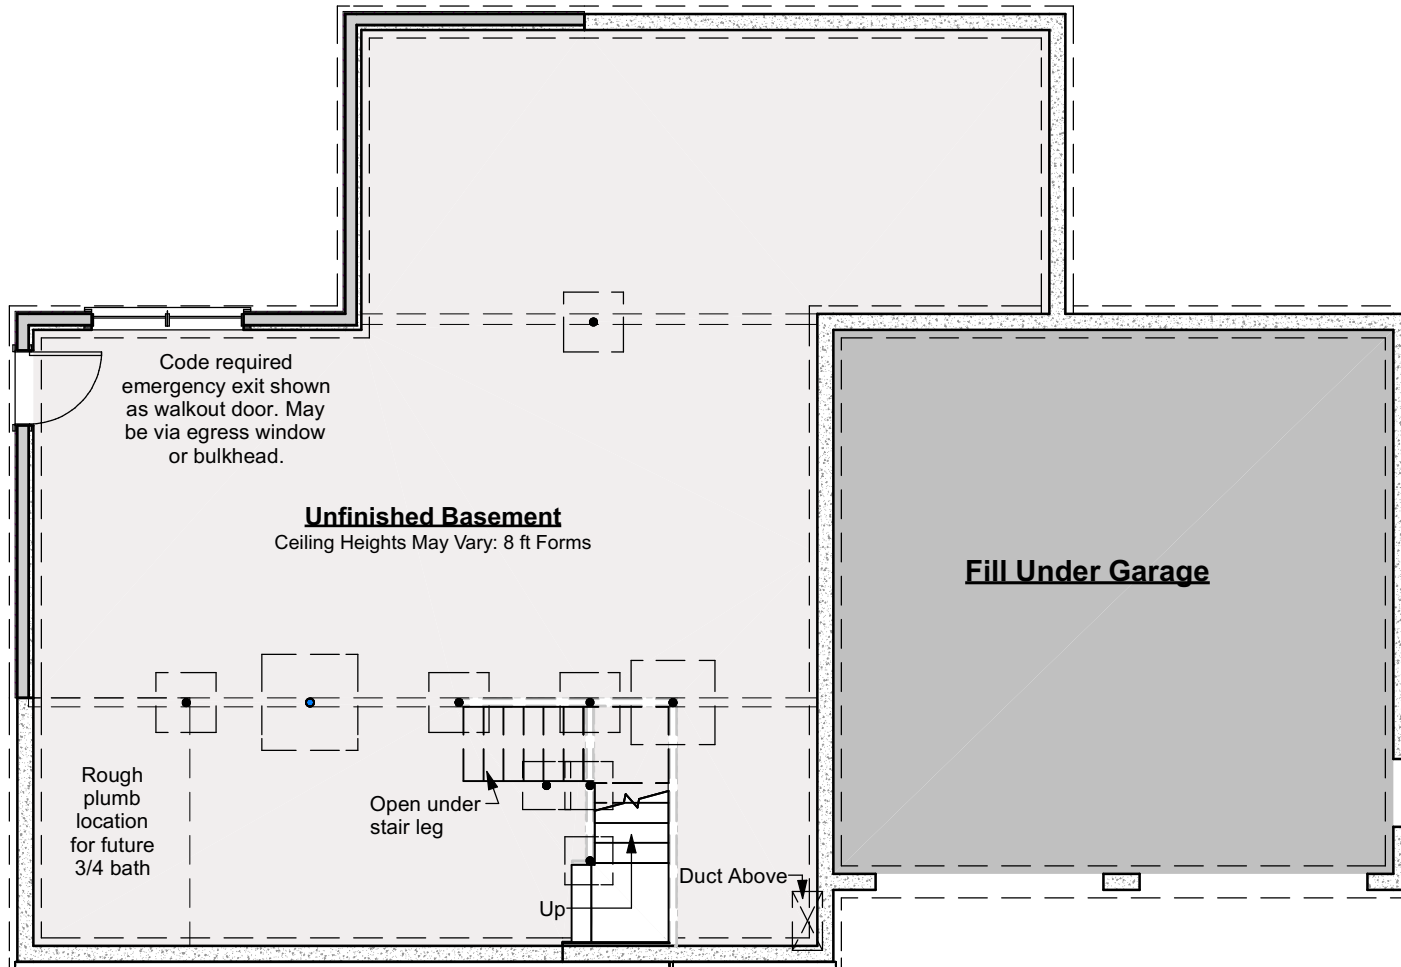 Code required
emergency exit shown
as walkout door. May
be via egress window
or bulkhead.
Unfinished Basement
Ceiling Heights May Vary: 8 ft Forms
Fill Under Garage
Rough
plumb
location
for future
3/4 bath
Open under
stair leg
Duct Above
Up